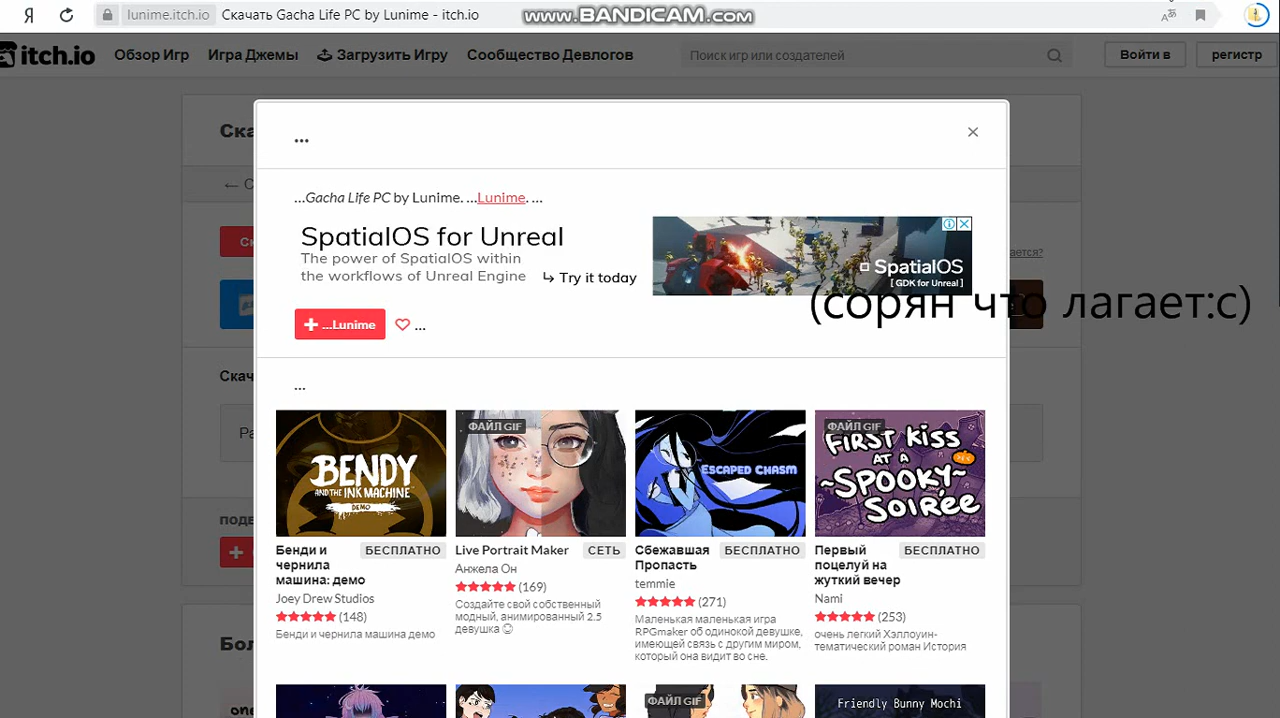 Я
lunime.itch.io
Скачать Gacha Life PC by Lunime - itch.io
www.BANDICAM.com
itch.io
Обзор Игр
Игра Джемы
Загрузить Игру
Сообщество Девлогов
Поиск игр или создателей
Войти в
регистр
Ска
...
×
← С
...Gacha Life PC by Lunime. ...Lunime. ...
SpatialOS for Unreal
The power of SpatialOS within
the workflows of Unreal Engine
↳ Try it today
SpatialOS
[ GDK for Unreal ]
(сорян что лагает:с)
...Lunime
...
Скач
...
Ра
подв
Бол
ФАЙЛ GIF
BENDY
AND THE INK MACHINE
DEMO
ESCAPED CHASM
ФАЙЛ GIF
FIRST KISS
AT A
~SPOOKY~
SOIRÉE
Бенди и
чернила
машина: демо
БЕСПЛАТНО
Joey Drew Studios
(148)
Бенди и чернила машина демо
Live Portrait Maker
СЕТЬ
Анжела Он
(169)
Создайте свой собственный
модный, анимированный 2.5
девушка ☺
Сбежавшая
Пропасть
БЕСПЛАТНО
temmie
(271)
Маленькая маленькая игра
RPGmaker об одинокой девушке,
имеющей связь с другим миром,
который она видит во сне.
Первый
поцелуй на
жуткий вечер
БЕСПЛАТНО
Nami
(253)
очень легкий Хэллоуин-
тематический роман История
ФАЙЛ GIF
Friendly Bunny Mochi